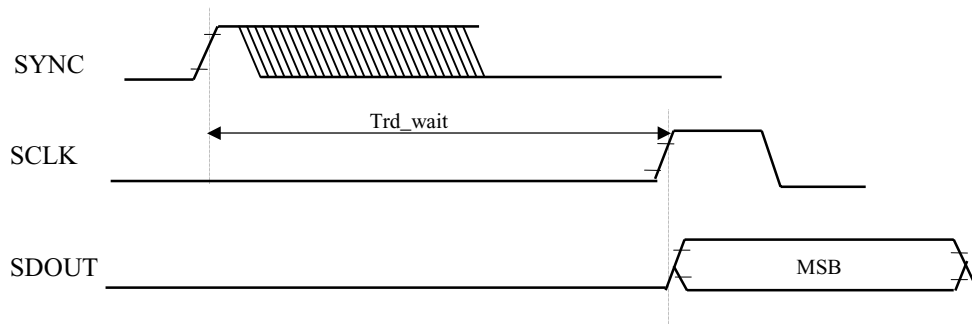 SYNC
Trd_wait
SCLK
SDOUT
MSB